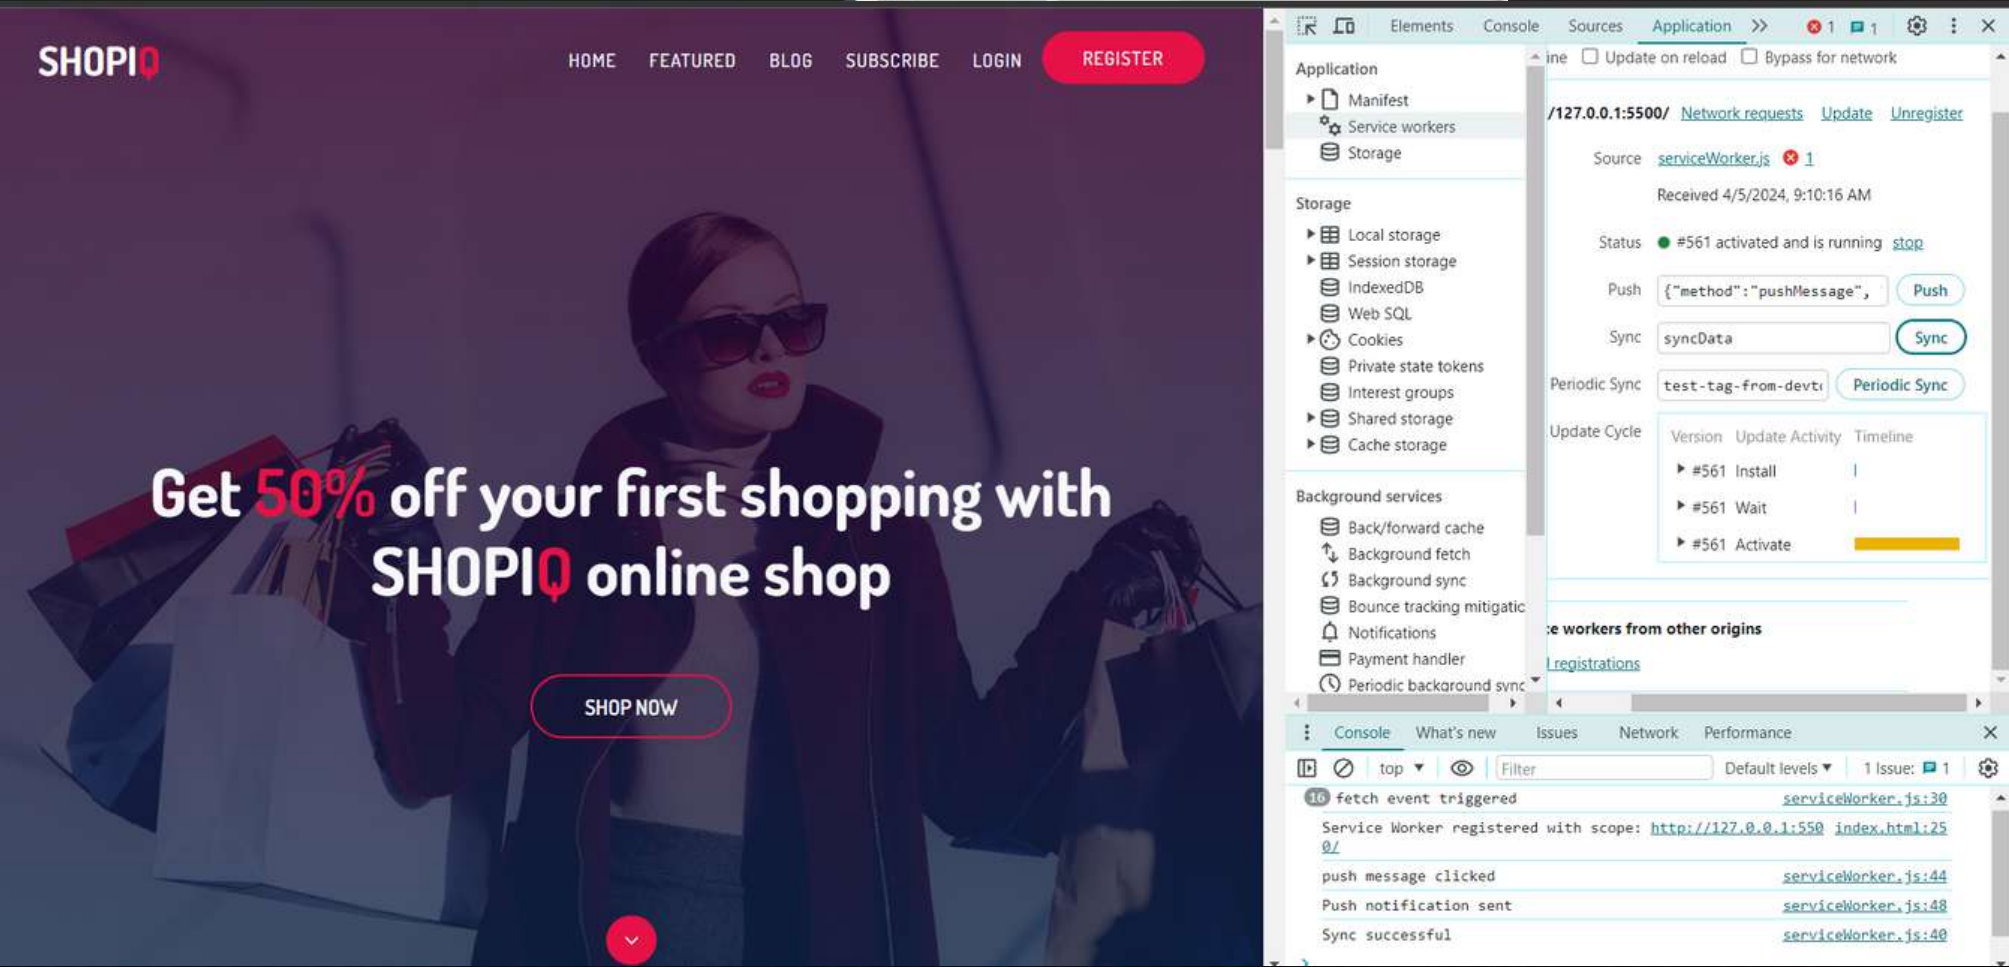 SHOPIQ
HOME FEATURED BLOG SUBSCRIBE LOGIN REGISTER
Get 50% off your first shopping with
SHOPIQ online shop
SHOP NOW
Elements Console Sources Application 1 1
Application
Manifest
Service workers
Storage
Storage
Local storage
Session storage
IndexedDB
Web SQL
Cookies
Private state tokens
Interest groups
Shared storage
Cache storage
Background services
Back/forward cache
Background fetch
Background sync
Bounce tracking mitigatic
Notifications
Payment handler
Periodic background sync
ine Update on reload Bypass for network
/127.0.0.1:5500/ Network requests Update Unregister
Source serviceWorker.js 1
Received 4/5/2024, 9:10:16 AM
Status #561 activated and is running stop
Push {"method":"pushMessage", Push
Sync syncData Sync
Periodic Sync test-tag-from-devt Periodic Sync
Update Cycle Version Update Activity Timeline
#561 Install
#561 Wait
#561 Activate
e workers from other origins
l registrations
Console What's new Issues Network Performance
top Filter Default levels 1 Issue: 1
16 fetch event triggered serviceWorker.js:30
Service Worker registered with scope: http://127.0.0.1:550 index.html:25
0/
push message clicked serviceWorker.js:44
Push notification sent serviceWorker.js:48
Sync successful serviceWorker.js:40